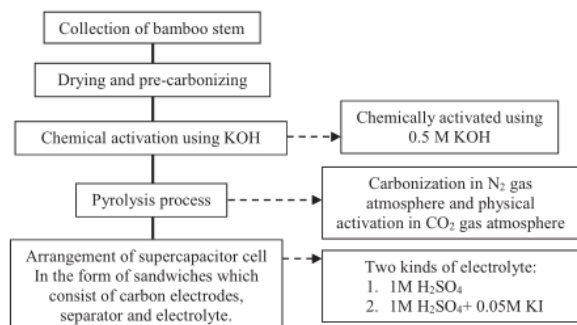 Collection of bamboo stem
Drying and pre-carbonizing
Chemical activation using KOH
Chemically activated using
0.5 M KOH
Pyrolysis process
Carbonization in N₂ gas
atmosphere and physical
activation in CO₂ gas atmosphere
Arrangement of supercapacitor cell
In the form of sandwiches which
consist of carbon electrodes,
separator and electrolyte.
Two kinds of electrolyte:
1. 1M H₂SO₄
2. 1M H₂SO₄+ 0.05M KI